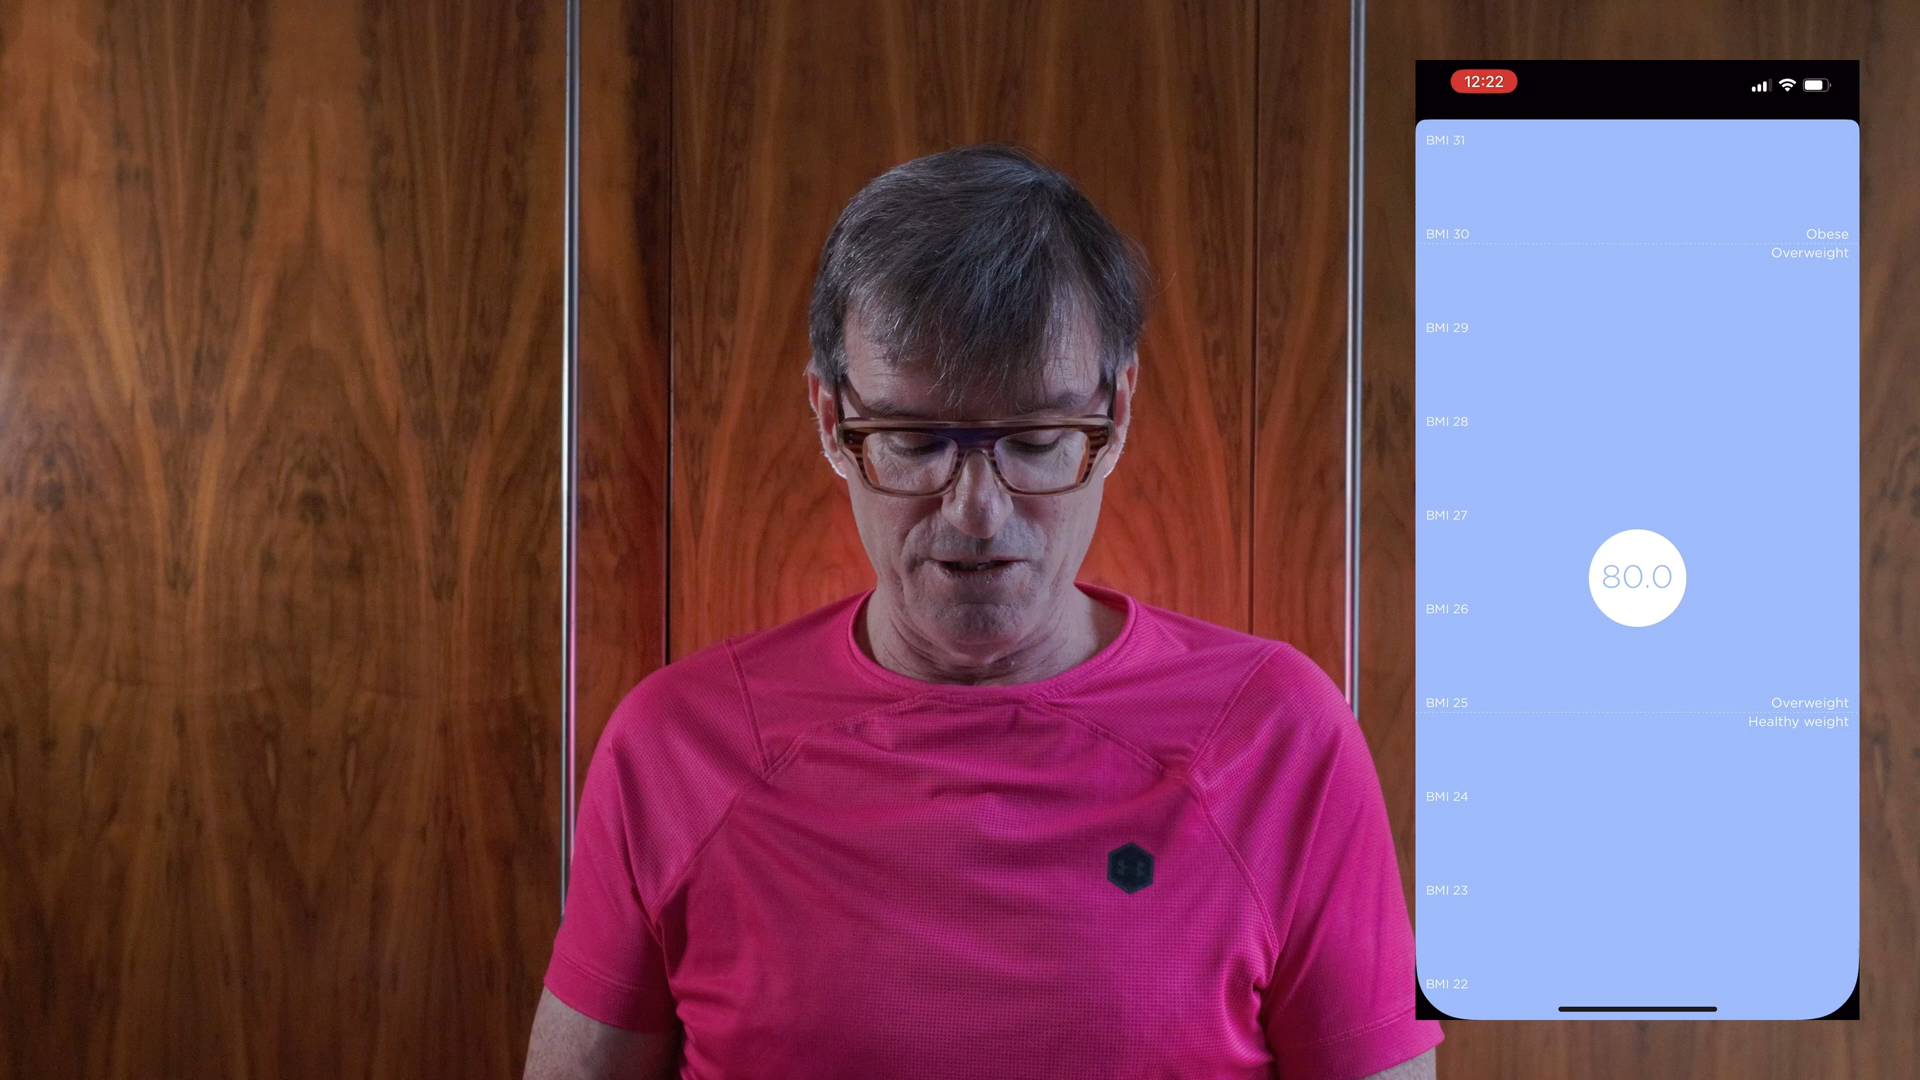 12:22
BMI 31
BMI 30
Obese
Overweight
BMI 29
BMI 28
BMI 27
80.0
BMI 26
BMI 25
Overweight
Healthy weight
BMI 24
BMI 23
BMI 22